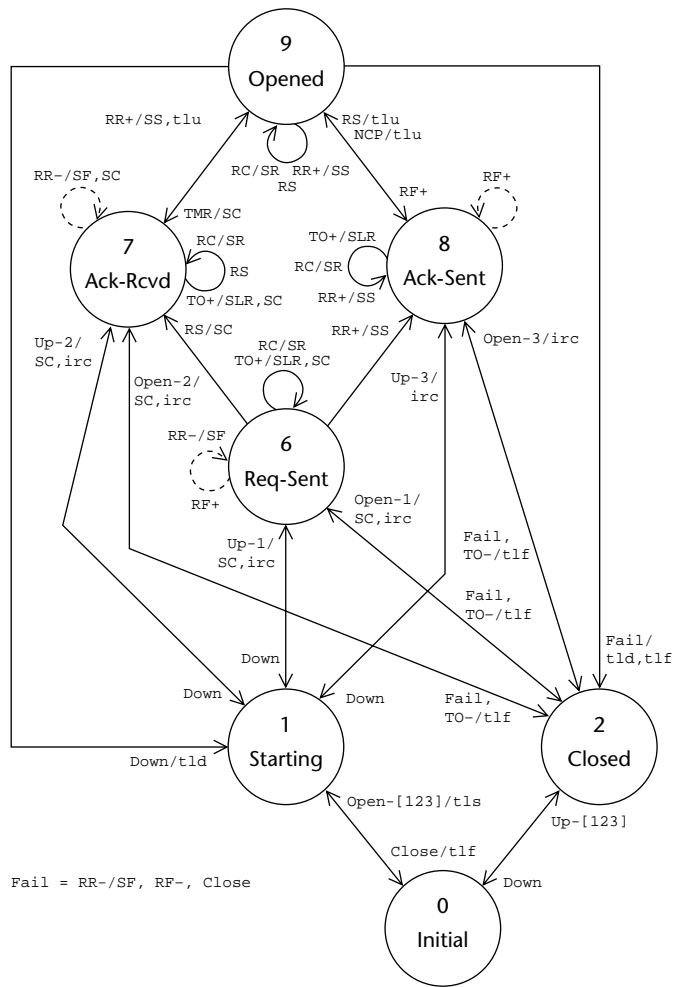 9
Opened
RR+/SS,tlu
RS/tlu
NCP/tlu
RC/SR RR+/SS
RS
RR-/SF,SC
RF+
RF+
TMR/SC
7
Ack-Rcvd
RC/SR
RS
TO+/SLR,SC
TO+/SLR
RC/SR
RR+/SS
8
Ack-Sent
Up-2/
SC,irc
RS/SC
RR+/SS
Open-3/irc
RC/SR
TO+/SLR,SC
Open-2/
SC,irc
Up-3/
irc
6
Req-Sent
RR-/SF
RF+
Open-1/
SC,irc
Up-1/
SC,irc
Fail,
TO-/tlf
Fail,
TO-/tlf
Fail/
tld,tlf
Down
Down
Down
Fail,
TO-/tlf
1
Starting
2
Closed
Down/tld
Open-[123]/tls
Up-[123]
Close/tlf
Down
Fail = RR-/SF, RF-, Close
0
Initial